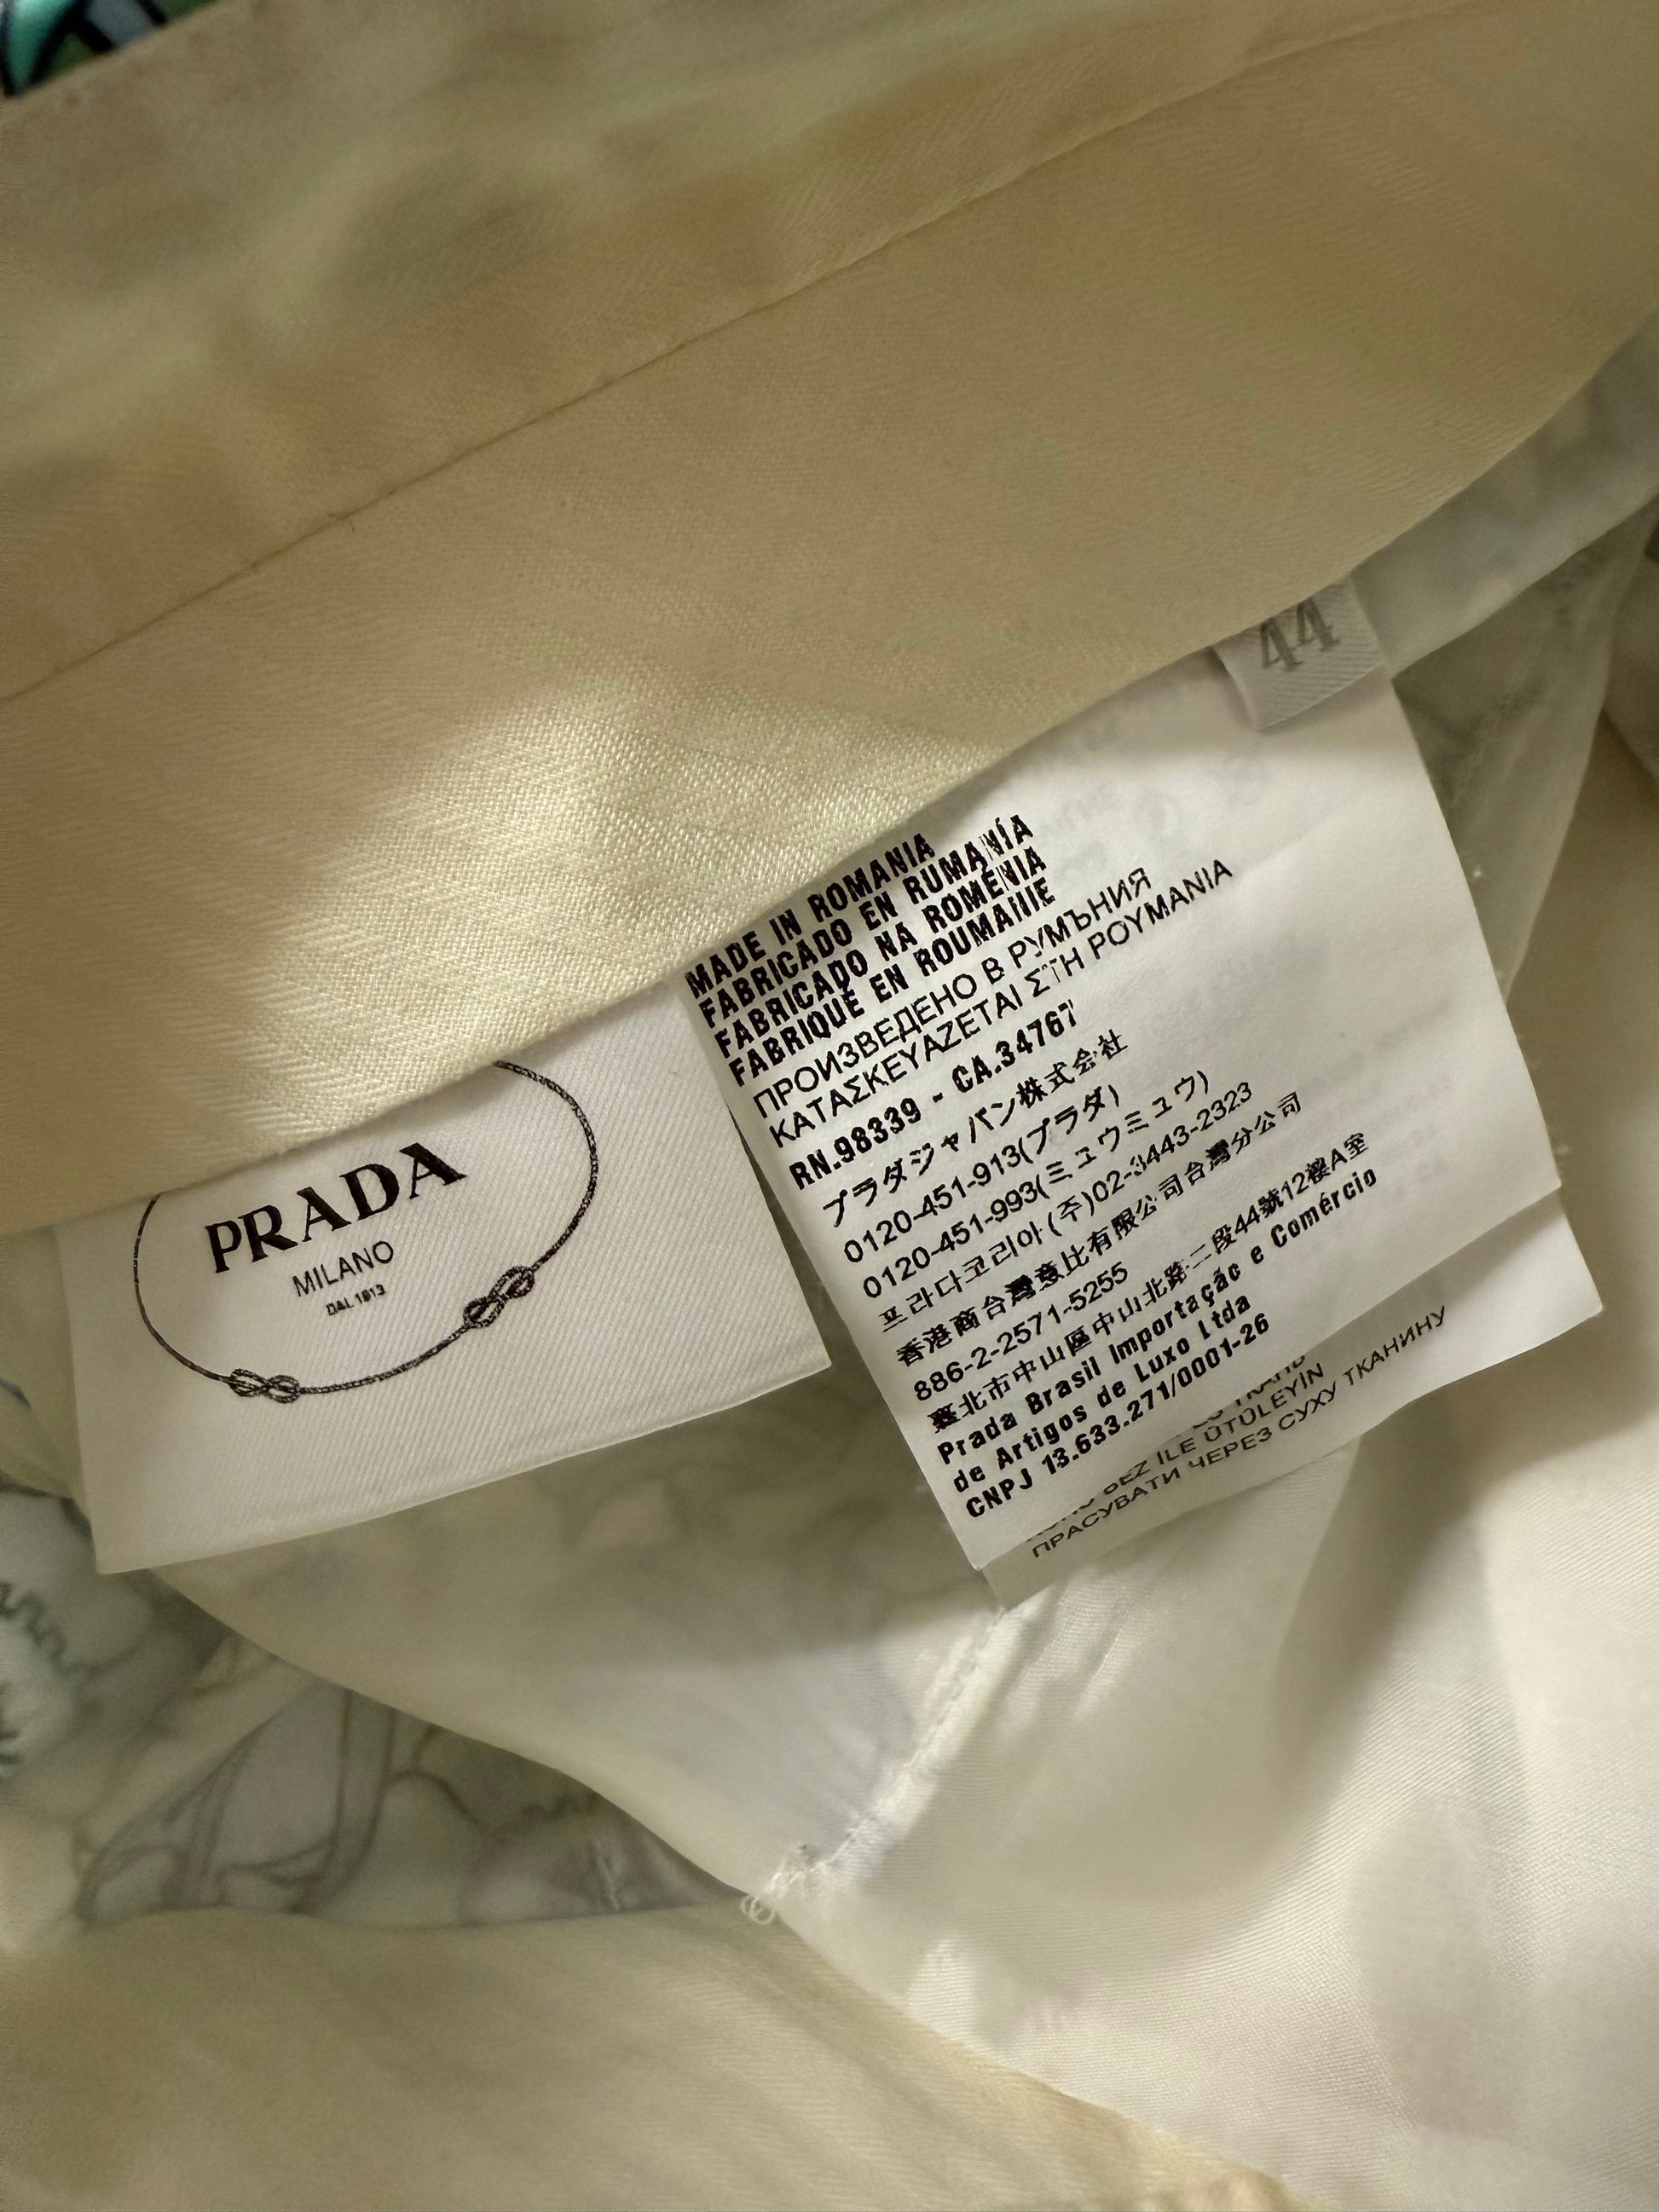 44
PRADA
MILANO
DAL 1913
MADE IN ROMANIA
FABRICADO EN RUMANÍA
FABRICADO NA ROMÉNIA
FABRIQUÉ EN ROUMANIE
ПРОИЗВЕДЕНО В РУМЪНИЯ
ΚΑΤΑΣΚΕΥΑΖΕΤΑΙ ΣΤΗ ΡΟΥΜΑΝΙΑ
RN.98339 - CA.34767
プラダジャパン株式会社
0120-451-913(プラダ)
0120-451-993(ミュウミュウ)
프라다코리아(주)02-3443-2323
香港商台灣意比有限公司台灣分公司
886-2-2571-5255
臺北市中山區中山北路二段44號12樓A室
Prada Brasil Importação e Comércio
de Artigos de Luxo Ltda
CNPJ 13.633.271/0001-26
BEZ ILE ÜTÜLEYİN
ПРАСУВАТИ ЧЕРЕЗ СУХУ ТКАНИНУ